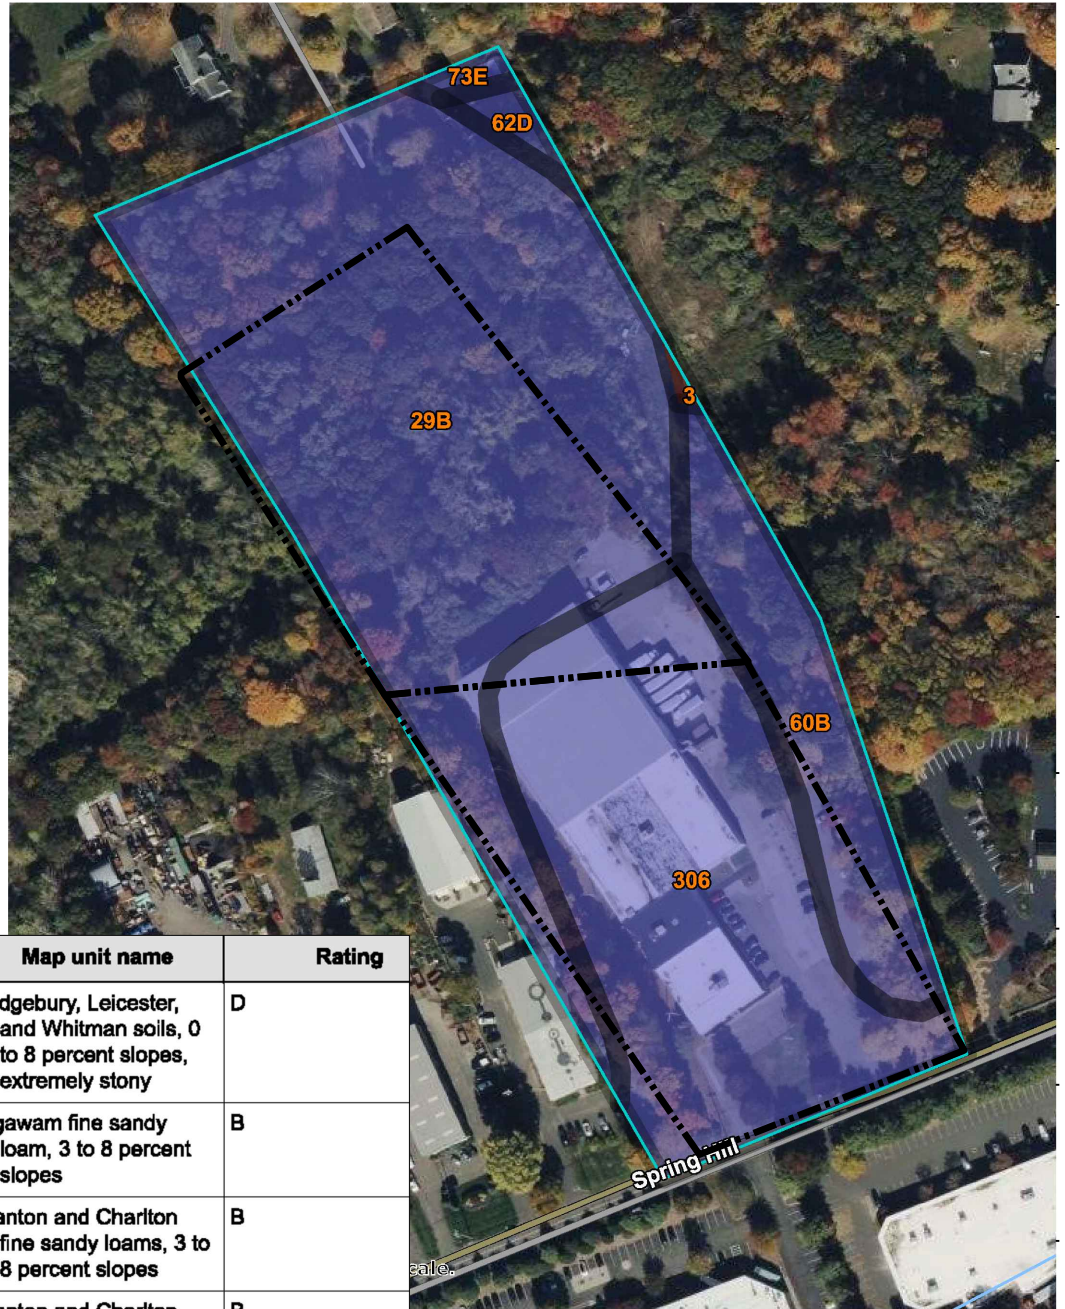 73E
62D
3
29B
60B
306
Map unit name
Rating
dgebury, Leicester,
and Whitman soils, 0
to 8 percent slopes,
extremely stony
D
gawam fine sandy
loam, 3 to 8 percent
slopes
B
anton and Charlton
fine sandy loams, 3 to
8 percent slopes
B
Spring Hill
cale.